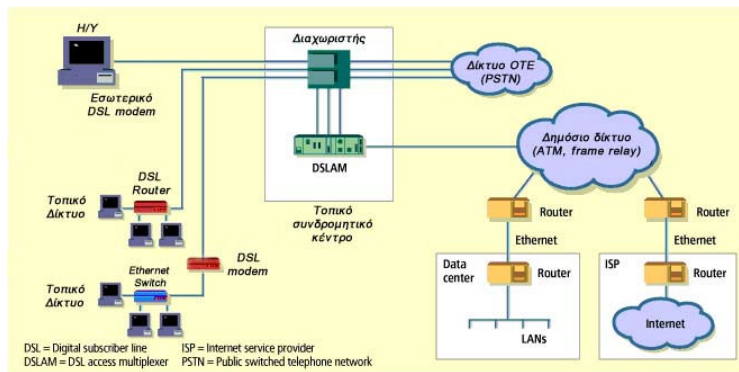 Η/Υ
Εσωτερικό
DSL modem
Διαχωριστής
Δίκτυο ΟΤΕ
(PSTN)
DSLAM
Τοπικό
συνδρομητικό
κέντρο
Δημόσιο δίκτυο
(ATM, frame relay)
DSL
Router
Τοπικό
Δίκτυο
DSL
modem
Ethernet
Switch
Τοπικό
Δίκτυο
Router
Router
Ethernet
Ethernet
Data
center
Router
LANs
ISP
Router
Internet
DSL = Digital subscriber line
ISP = Internet service provider
DSLAM = DSL access multiplexer
PSTN = Public switched telephone network